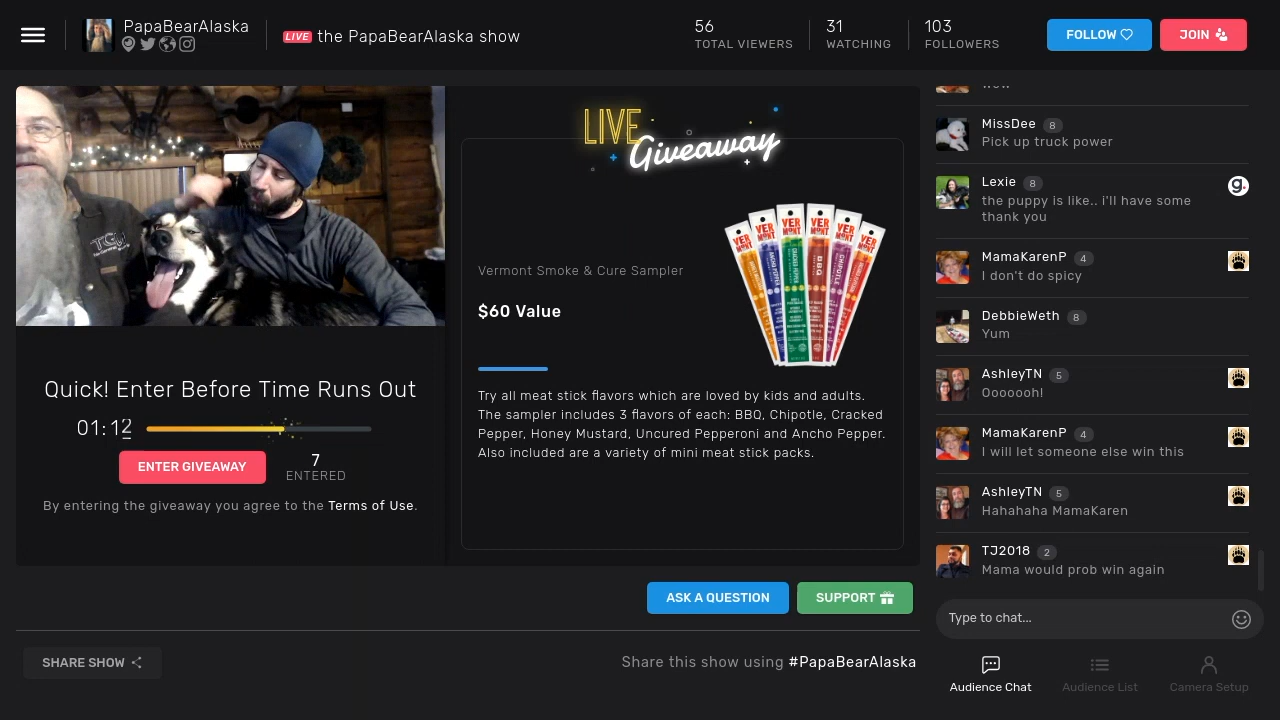 PapaBearAlaska
LIVE the PapaBearAlaska show
56
TOTAL VIEWERS
31
WATCHING
103
FOLLOWERS
FOLLOW
JOIN
LIVE
Giveaway
Vermont Smoke & Cure Sampler
$60 Value
VERMONT VERMONT VERMONT VERMONT VERMONT VERMONT
Try all meat stick flavors which are loved by kids and adults.
The sampler includes 3 flavors of each: BBQ, Chipotle, Cracked
Pepper, Honey Mustard, Uncured Pepperoni and Ancho Pepper.
Also included are a variety of mini meat stick packs.
Quick! Enter Before Time Runs Out
01:12
ENTER GIVEAWAY
7
ENTERED
By entering the giveaway you agree to the Terms of Use.
ASK A QUESTION
SUPPORT
SHARE SHOW
Share this show using #PapaBearAlaska
MissDee 8
Pick up truck power
Lexie 8
g.
the puppy is like.. i'll have some
thank you
MamaKarenP 4
I don't do spicy
DebbieWeth 8
Yum
AshleyTN 5
Ooooooh!
MamaKarenP 4
I will let someone else win this
AshleyTN 5
Hahahaha MamaKaren
TJ2018 2
Mama would prob win again
Type to chat...
Audience Chat
Audience List
Camera Setup